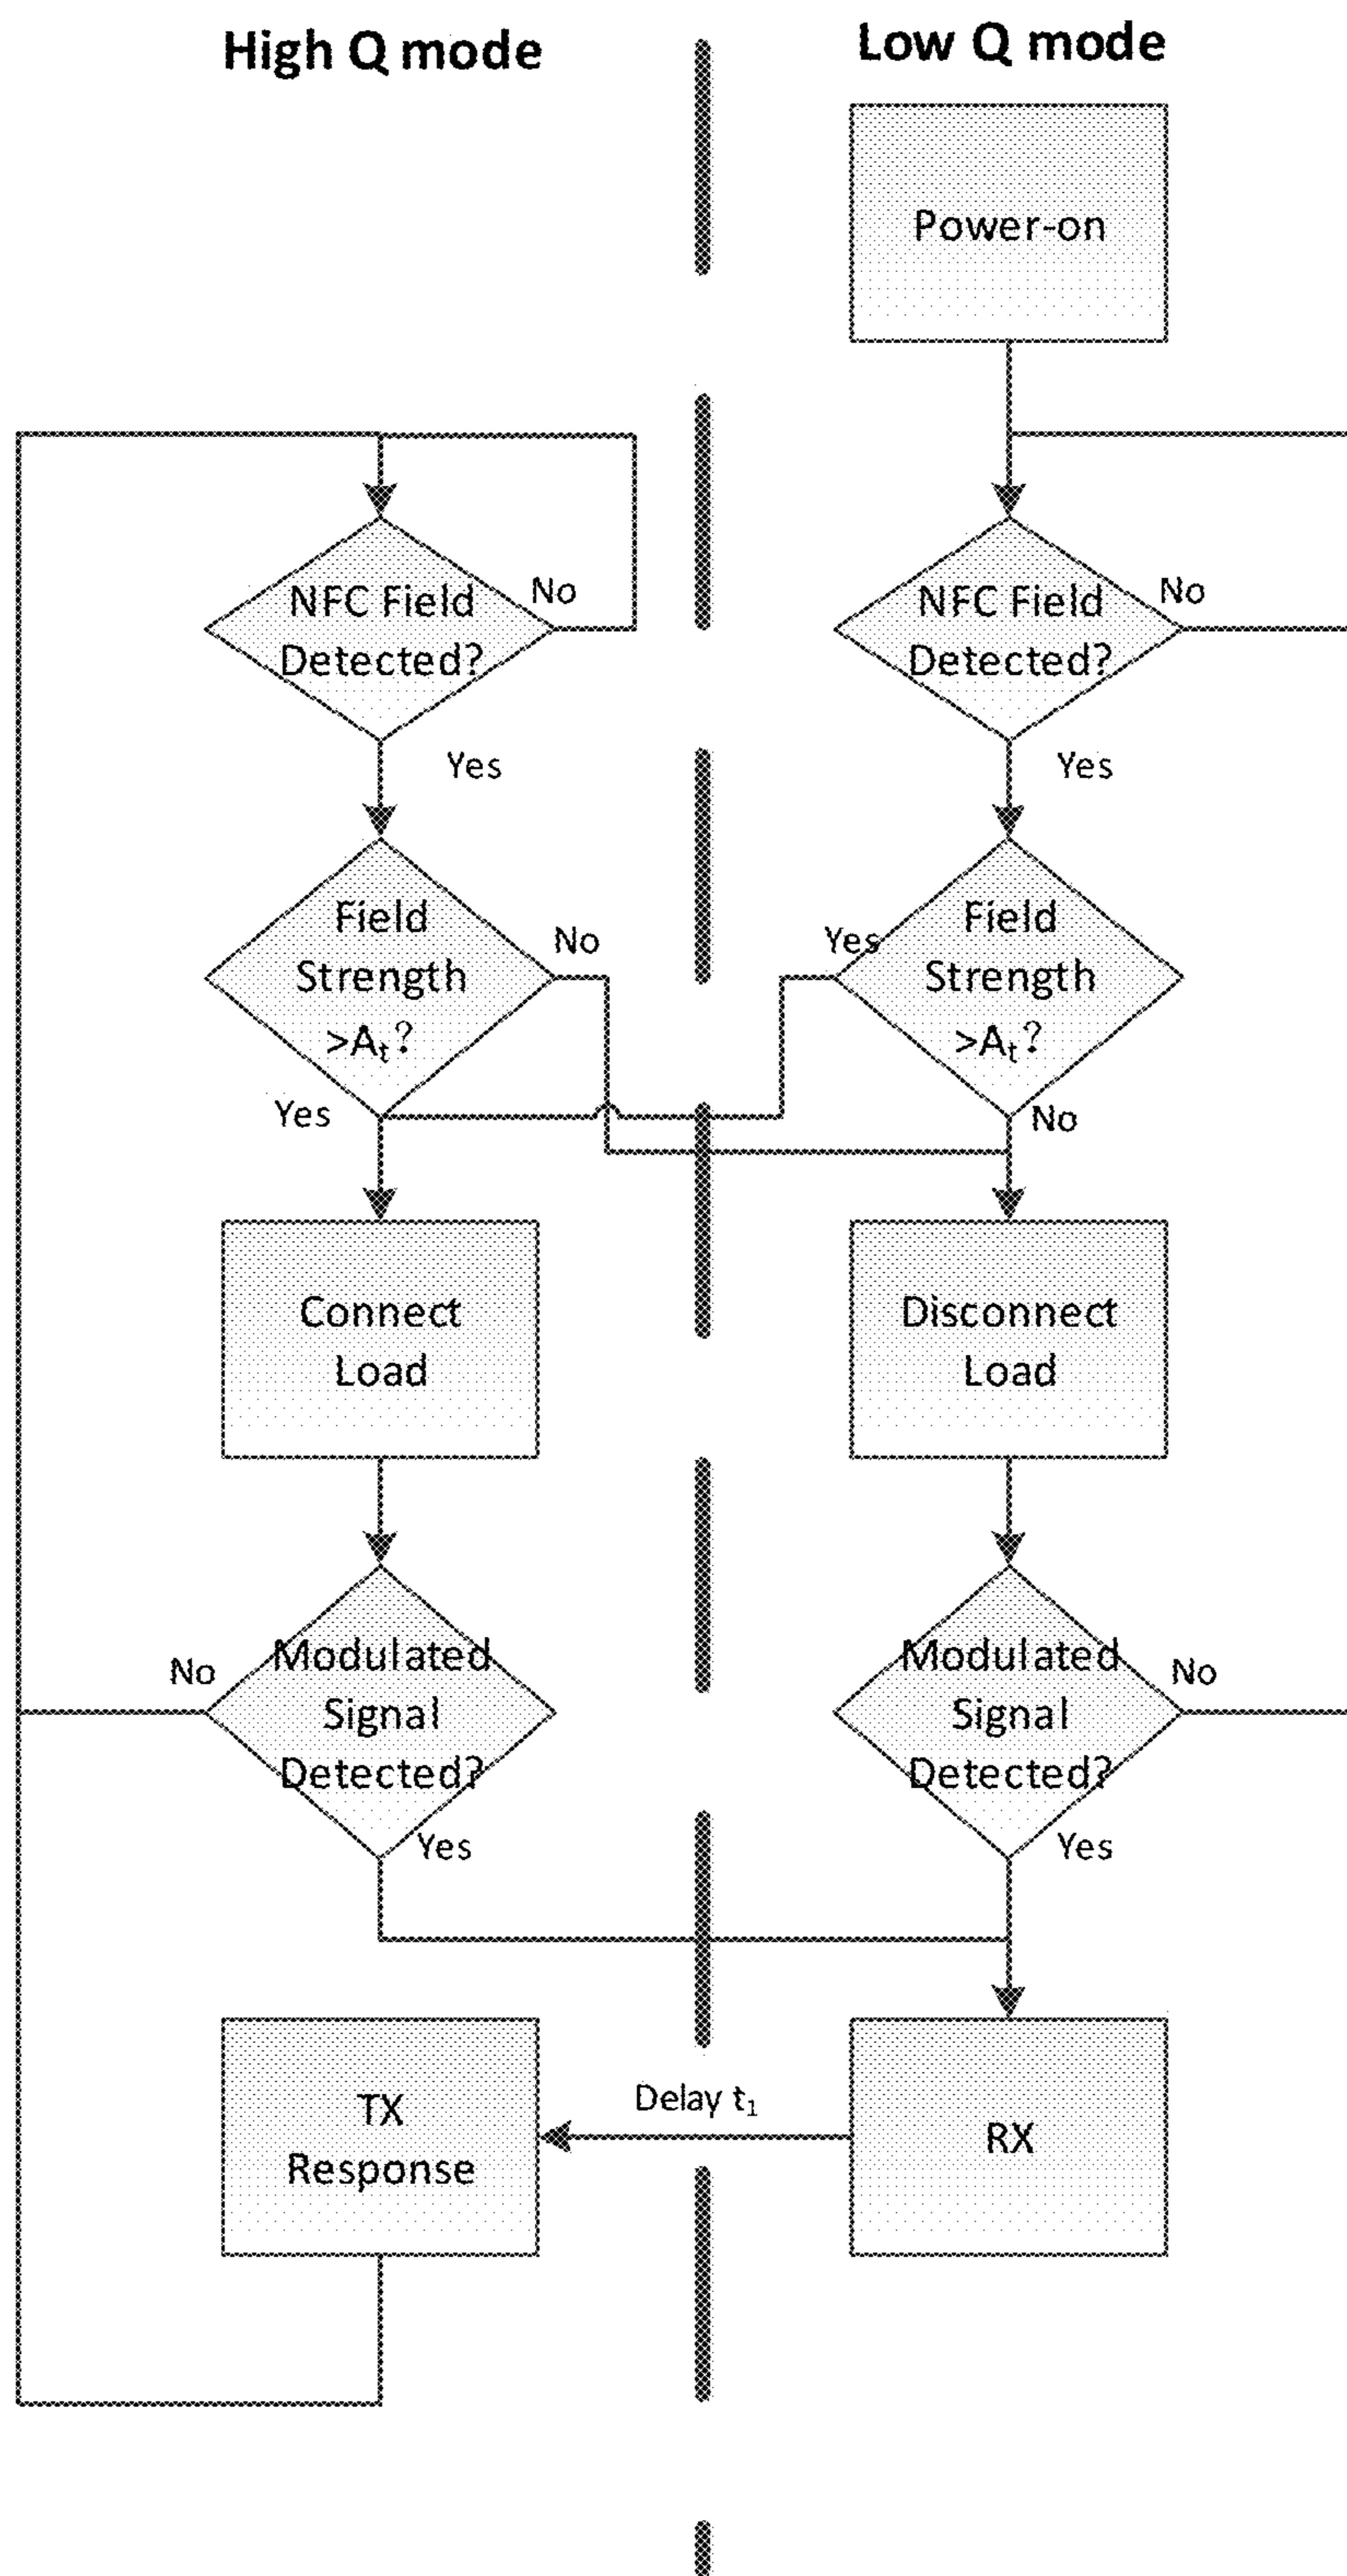 High Q mode
Low Q mode
Power-on
NFC Field
Detected?
No
Yes
NFC Field
Detected?
No
Yes
Field
Strength
>At?
No
Yes
Field
Strength
>At?
Yes
No
Connect
Load
Disconnect
Load
Modulated
Signal
Detected?
No
Yes
Modulated
Signal
Detected?
No
Yes
TX
Response
Delay t1
RX